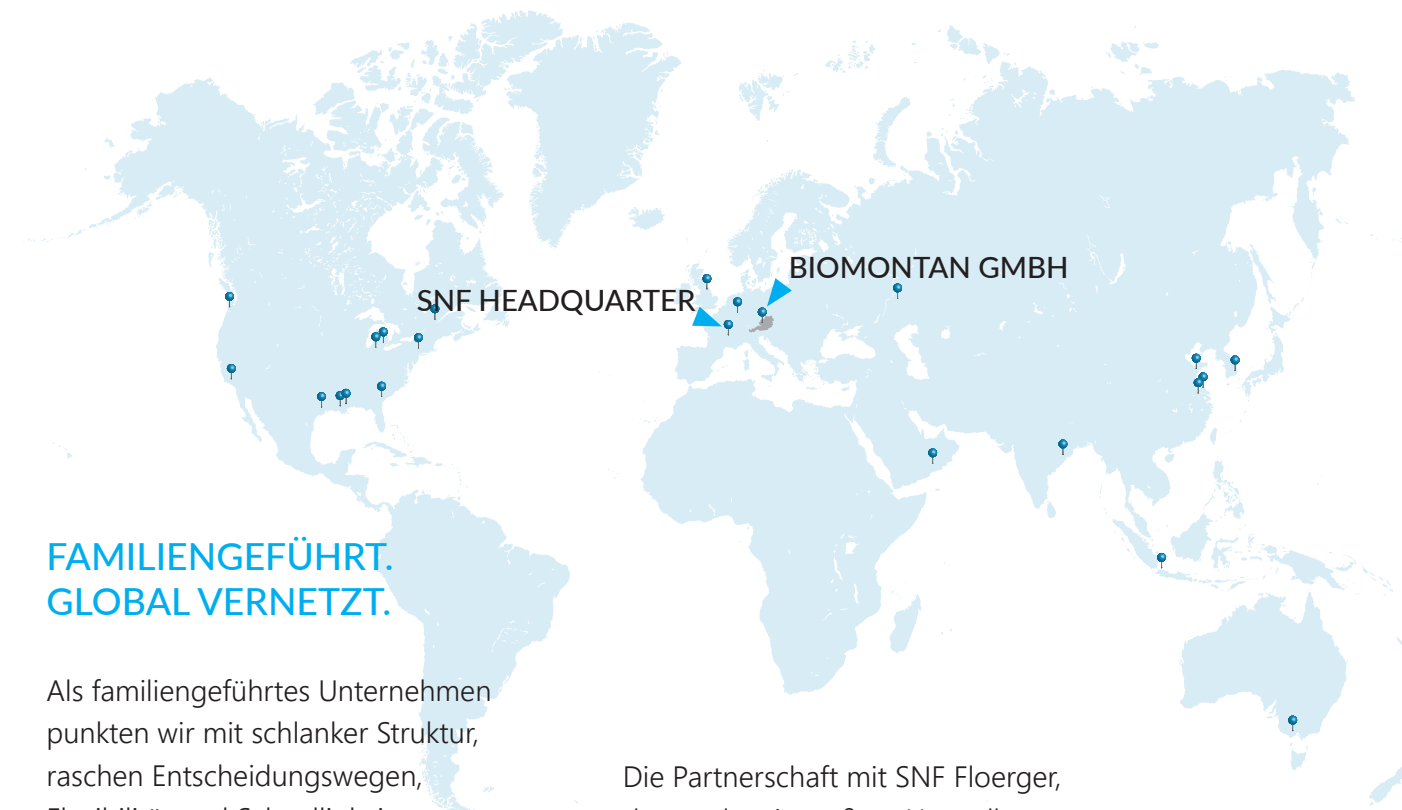 BIOMONTAN GMBH
SNF HEADQUARTER
FAMILIENGEFÜHRT.
GLOBAL VERNETZT.
Als familiengeführtes Unternehmen
punkten wir mit schlanker Struktur,
raschen Entscheidungswegen,
Die Partnerschaft mit SNF Floerger,